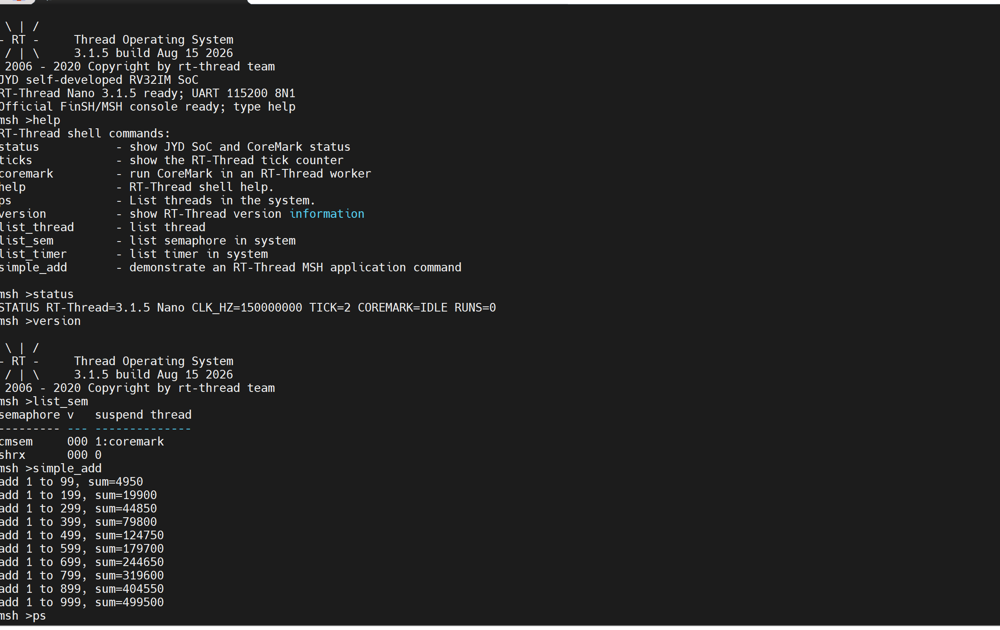 \ | /
- RT -     Thread Operating System
 / | \     3.1.5 build Aug 15 2026
 2006 - 2020 Copyright by rt-thread team
JYD self-developed RV32IM SoC
RT-Thread Nano 3.1.5 ready; UART 115200 8N1
Official FinSH/MSH console ready; type help
msh >help
RT-Thread shell commands:
status           - show JYD SoC and CoreMark status
ticks            - show the RT-Thread tick counter
coremark         - run CoreMark in an RT-Thread worker
help             - RT-Thread shell help.
ps               - List threads in the system.
version          - show RT-Thread version information
list_thread      - list thread
list_sem         - list semaphore in system
list_timer       - list timer in system
simple_add       - demonstrate an RT-Thread MSH application command
msh >status
STATUS RT-Thread=3.1.5 Nano CLK_HZ=150000000 TICK=2 COREMARK=IDLE RUNS=0
msh >version
 \ | /
- RT -     Thread Operating System
 / | \     3.1.5 build Aug 15 2026
 2006 - 2020 Copyright by rt-thread team
msh >list_sem
semaphore v   suspend thread
--------- --- --------------
cmsem     000 1:coremark
shrx      000 0
msh >simple_add
add 1 to 99, sum=4950
add 1 to 199, sum=19900
add 1 to 299, sum=44850
add 1 to 399, sum=79800
add 1 to 499, sum=124750
add 1 to 599, sum=179700
add 1 to 699, sum=244650
add 1 to 799, sum=319600
add 1 to 899, sum=404550
add 1 to 999, sum=499500
msh >ps